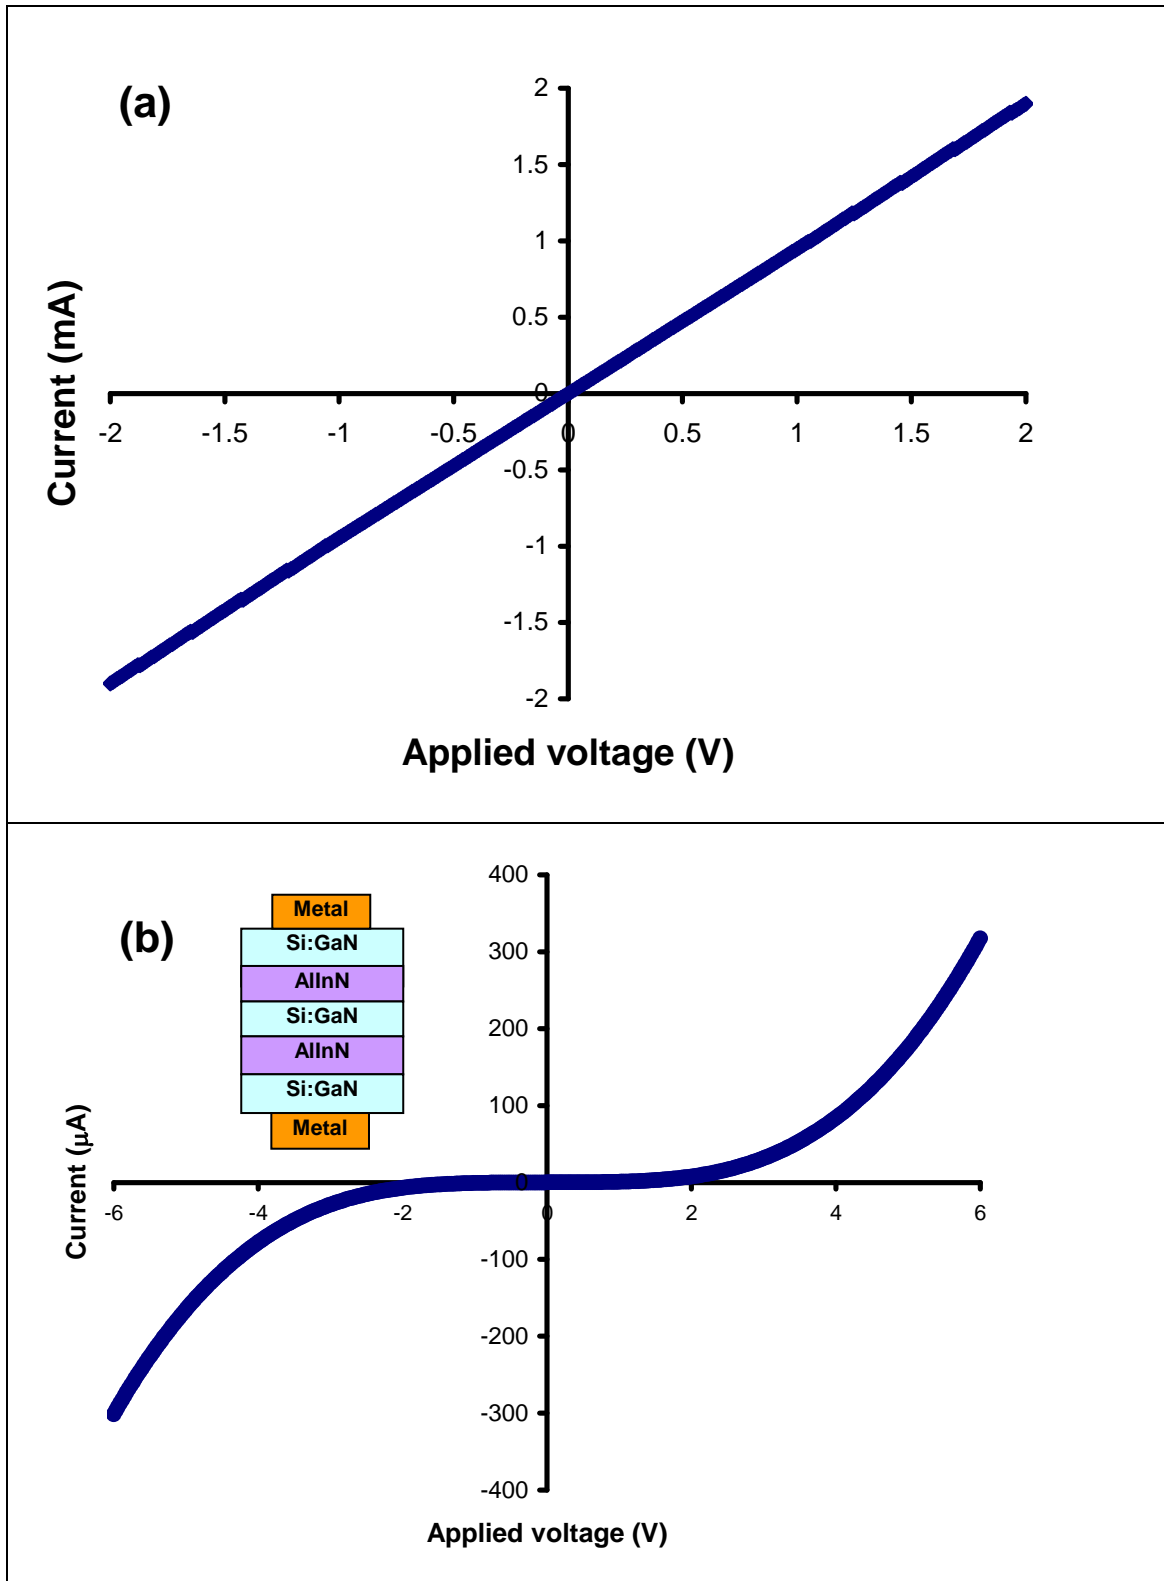 (a)
2
1.5
1
0.5
0
-0.5
-1
-1.5
-2
-2 -1.5 -1 -0.5 0 0.5 1 1.5 2
Current (mA)
Applied voltage (V)
(b)
Metal
Si:GaN
AlInN
Si:GaN
AlInN
Si:GaN
Metal
400
300
200
100
0
-100
-200
-300
-400
-6 -4 -2 0 2 4 6
Current (μA)
Applied voltage (V)